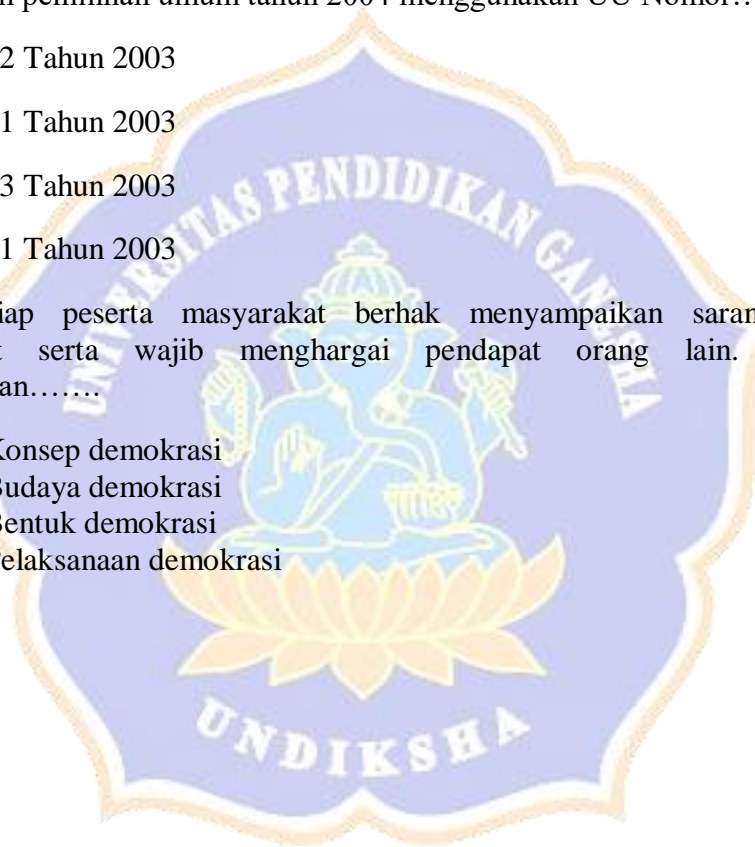 pemilihan umum tahun 2004 menggunakan UU Nomor…
2 Tahun 2003
1 Tahun 2003
3 Tahun 2003
1 Tahun 2003
UNIVERSITAS PENDIDIKAN GANESHA
iap peserta masyarakat berhak menyampaikan saran
t serta wajib menghargai pendapat orang lain.
an…….
Konsep demokrasi
Budaya demokrasi
Bentuk demokrasi
Pelaksanaan demokrasi
UNDIKSHA